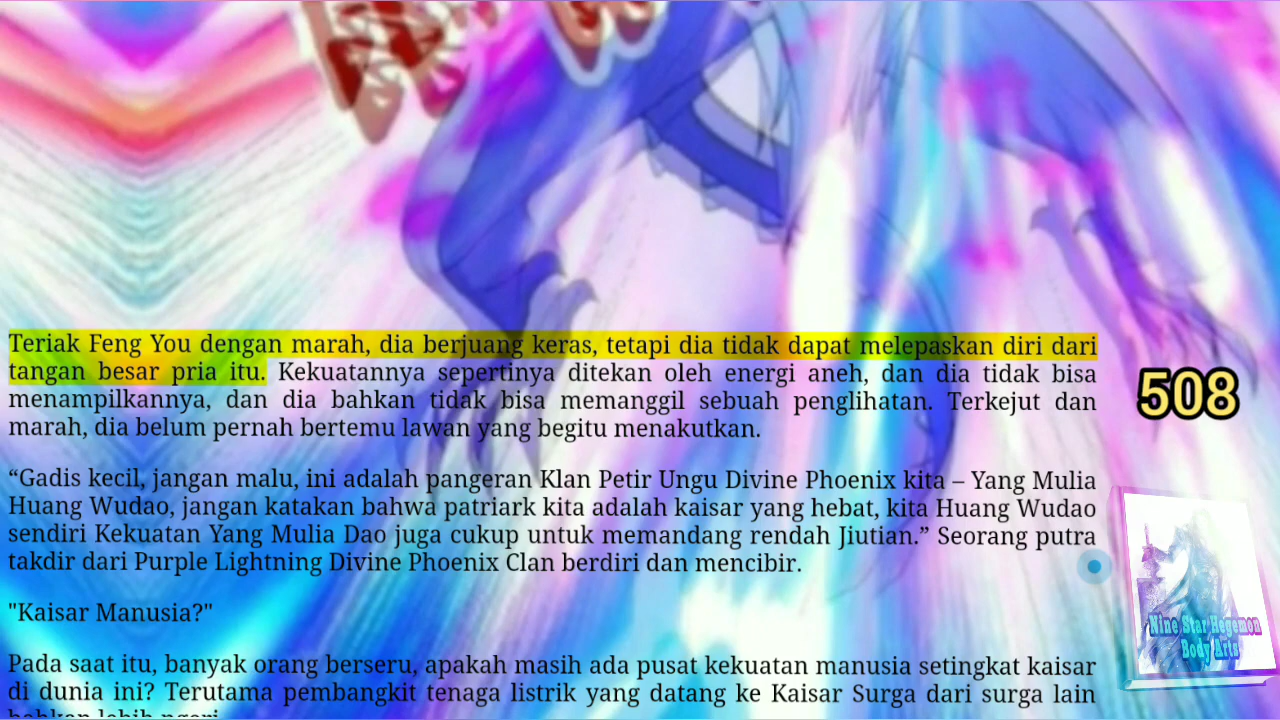 Teriak Feng You dengan marah, dia berjuang keras, tetapi dia tidak dapat melepaskan diri dari
tangan besar pria itu. Kekuatannya sepertinya ditekan oleh energi aneh, dan dia tidak bisa
menampilkannya, dan dia bahkan tidak bisa memanggil sebuah penglihatan. Terkejut dan
marah, dia belum pernah bertemu lawan yang begitu menakutkan.
508
“Gadis kecil, jangan malu, ini adalah pangeran Klan Petir Ungu Divine Phoenix kita – Yang Mulia
Huang Wudao, jangan katakan bahwa patriark kita adalah kaisar yang hebat, kita Huang Wudao
sendiri Kekuatan Yang Mulia Dao juga cukup untuk memandang rendah Jiutian.” Seorang putra
takdir dari Purple Lightning Divine Phoenix Clan berdiri dan mencibir.
"Kaisar Manusia?"
Nine Star Hegemon
Body Arts
Pada saat itu, banyak orang berseru, apakah masih ada pusat kekuatan manusia setingkat kaisar
di dunia ini? Terutama pembangkit tenaga listrik yang datang ke Kaisar Surga dari surga lain